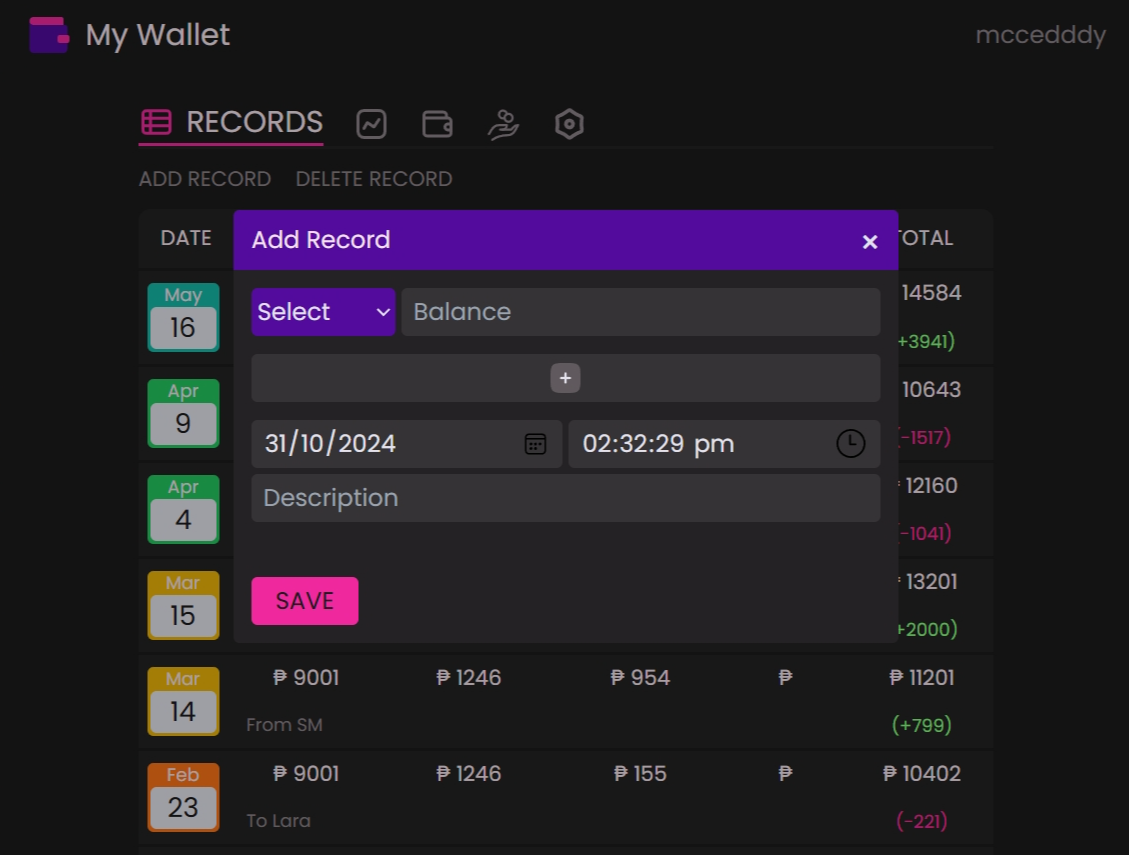 My Wallet
mccedddy
RECORDS
ADD RECORD DELETE RECORD
DATE
Add Record
×
TOTAL
May
16
14584
+3941)
Select
Balance
+
Apr
9
10643
(-1517)
31/10/2024
02:32:29 pm
Apr
4
12160
(-1041)
Description
Mar
15
13201
+2000)
SAVE
Mar
14
₱ 9001 ₱ 1246 ₱ 954 ₱ ₱ 11201
From SM (+799)
Feb
23
₱ 9001 ₱ 1246 ₱ 155 ₱ ₱ 10402
To Lara (-221)